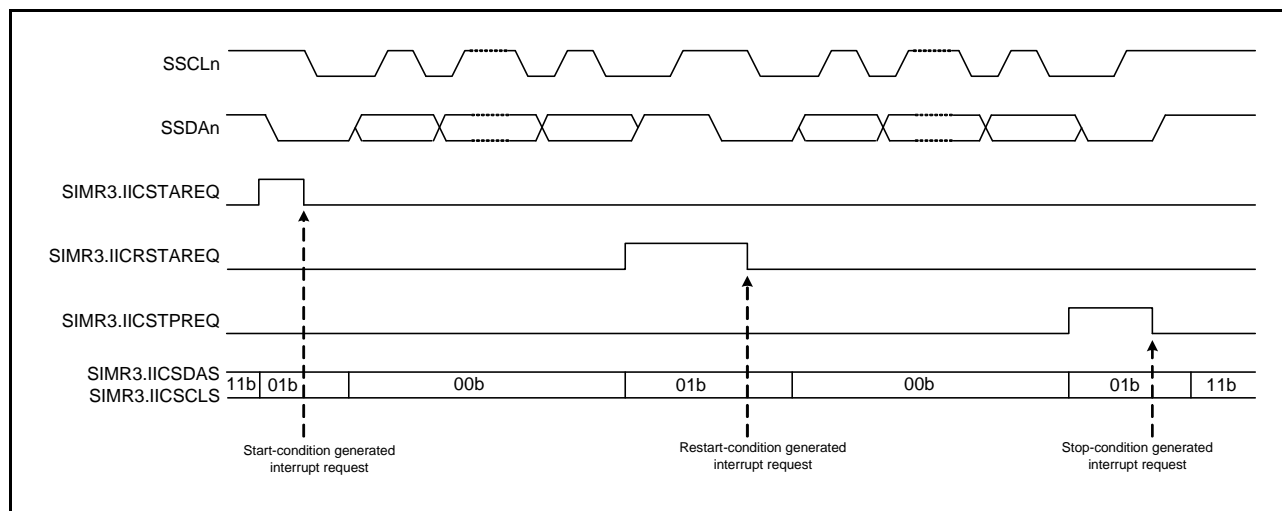 SSCLn
SSDAn
SIMR3.IICSTAREQ
SIMR3.IICRSTAREQ
SIMR3.IICSTPREQ
SIMR3.IICSDAS
SIMR3.IICSCLS
11b 01b 00b 01b 00b 01b 11b
Start-condition generated
interrupt request
Restart-condition generated
interrupt request
Stop-condition generated
interrupt request